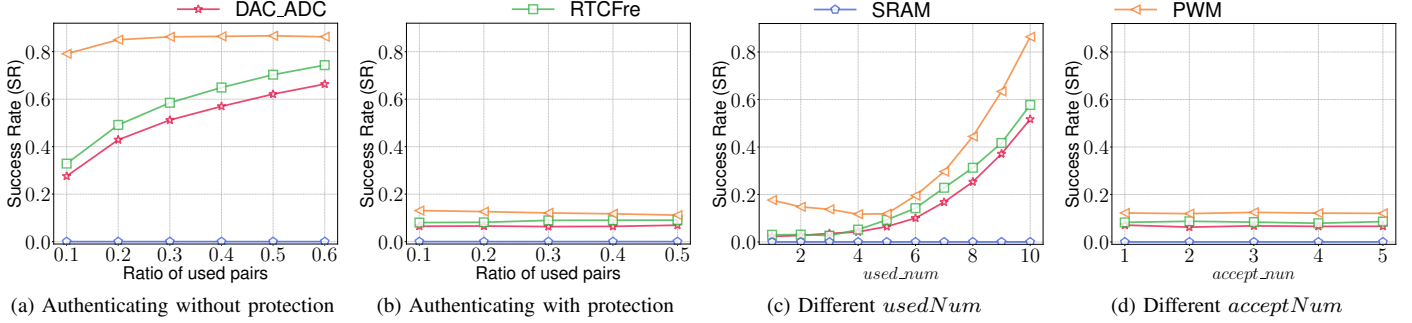 DAC_ADC RTCFre SRAM PWM
Success Rate (SR)
0.8
0.6
0.4
0.2
0.0
0.1 0.2 0.3 0.4 0.5 0.6
Ratio of used pairs
(a) Authenticating without protection
Success Rate (SR)
0.8
0.6
0.4
0.2
0.0
0.1 0.2 0.3 0.4 0.5
Ratio of used pairs
(b) Authenticating with protection
Success Rate (SR)
0.8
0.6
0.4
0.2
0.0
2 4 6 8 10
used_num
(c) Different usedNum
Success Rate (SR)
0.8
0.6
0.4
0.2
0.0
1 2 3 4 5
accept_nun
(d) Different acceptNum